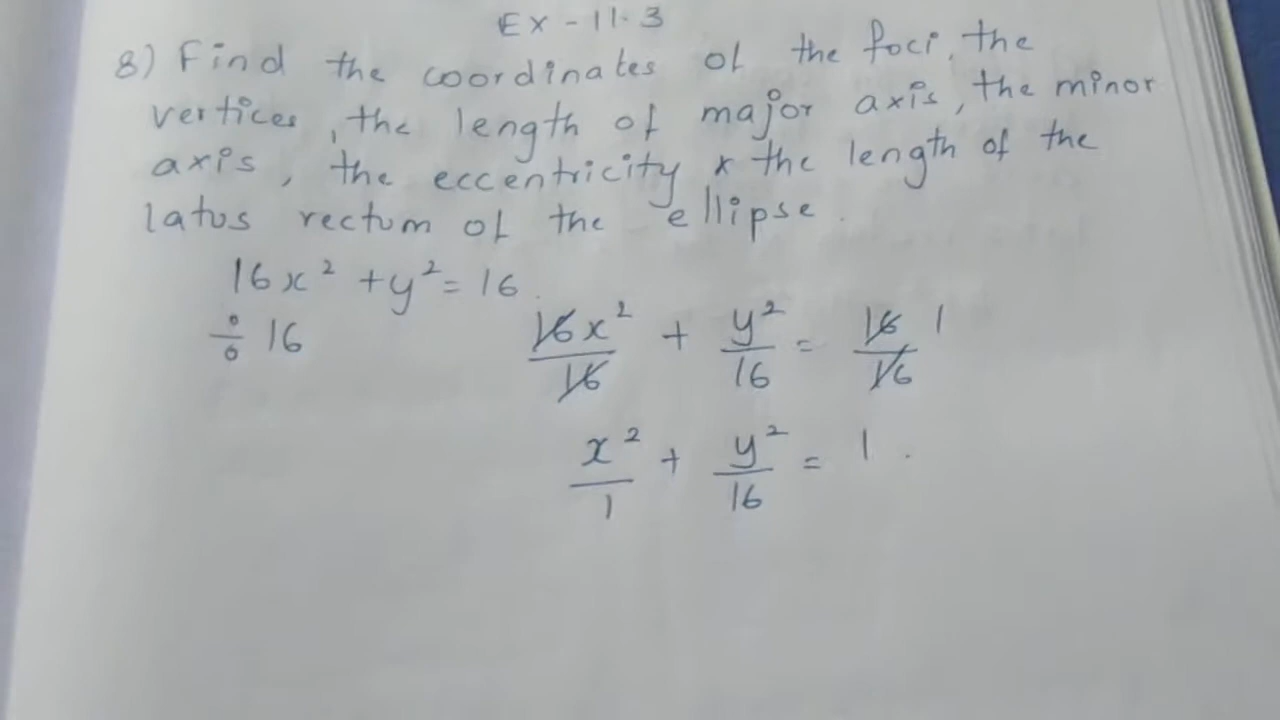 EX - 11.3
8) Find the coordinates of the foci, the
vertices, the length of major axis, the minor
axis, the eccentricity & the length of the
latus rectum of the ellipse.
16x² + y² = 16.
÷ 16 16x²/16 + y²/16 = 16/16 1
x²/1 + y²/16 = 1.